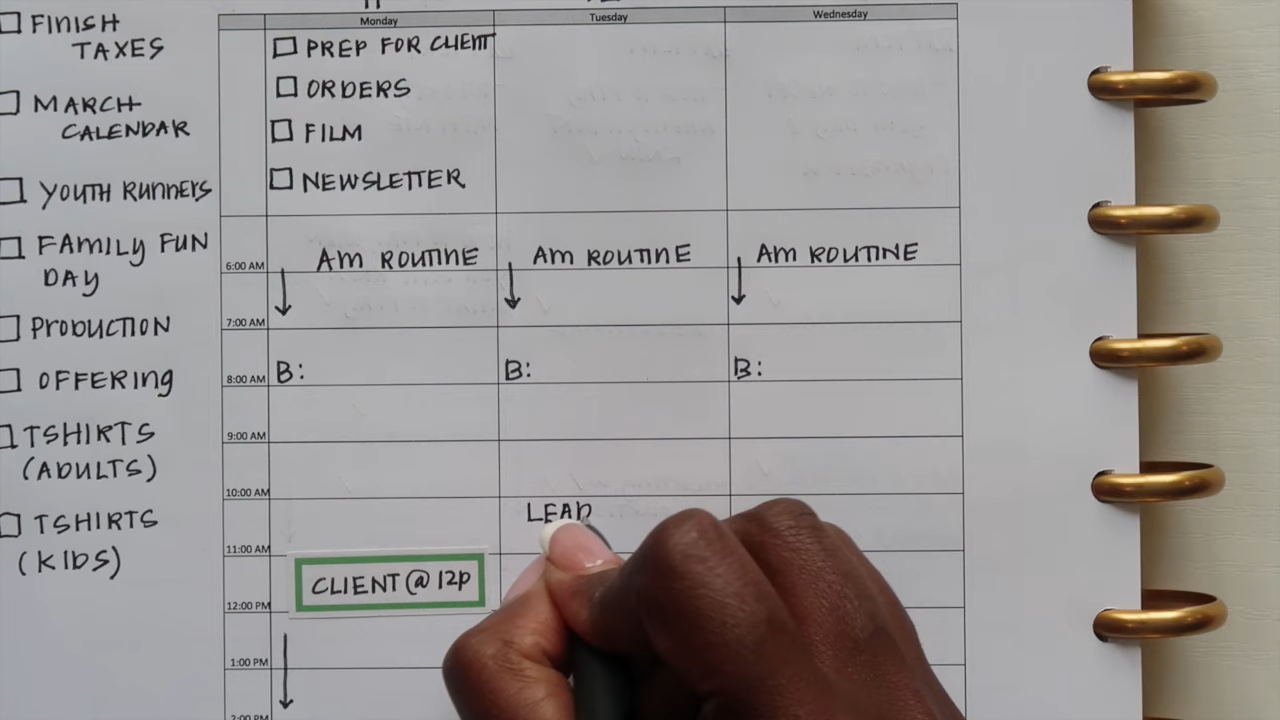 FINISH
TAXES
MARCH
CALENDAR
YOUTH RUNNERS
FAMILY FUN
DAY
PRODUCTION
OFFERING
TSHIRTS
(ADULTS)
TSHIRTS
(KIDS)
Monday Tuesday Wednesday
PREP FOR CLIENT
ORDERS
FILM
NEWSLETTER
AM ROUTINE AM ROUTINE AM ROUTINE
6:00 AM
7:00 AM
B: B: B:
8:00 AM
9:00 AM
10:00 AM
LEAD
11:00 AM
CLIENT @ 12p
12:00 PM
1:00 PM
2:00 PM